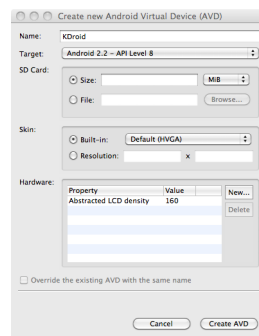 Create new Android Virtual Device (AVD)
Name: KDroid
Target: Android 2.2 – API Level 8
SD Card:
Size: MiB
File: Browse...
Skin:
Built-in: Default (HVGA)
Resolution: x
Hardware:
Property Value New...
Abstracted LCD density 160 Delete
Override the existing AVD with the same name
Cancel Create AVD